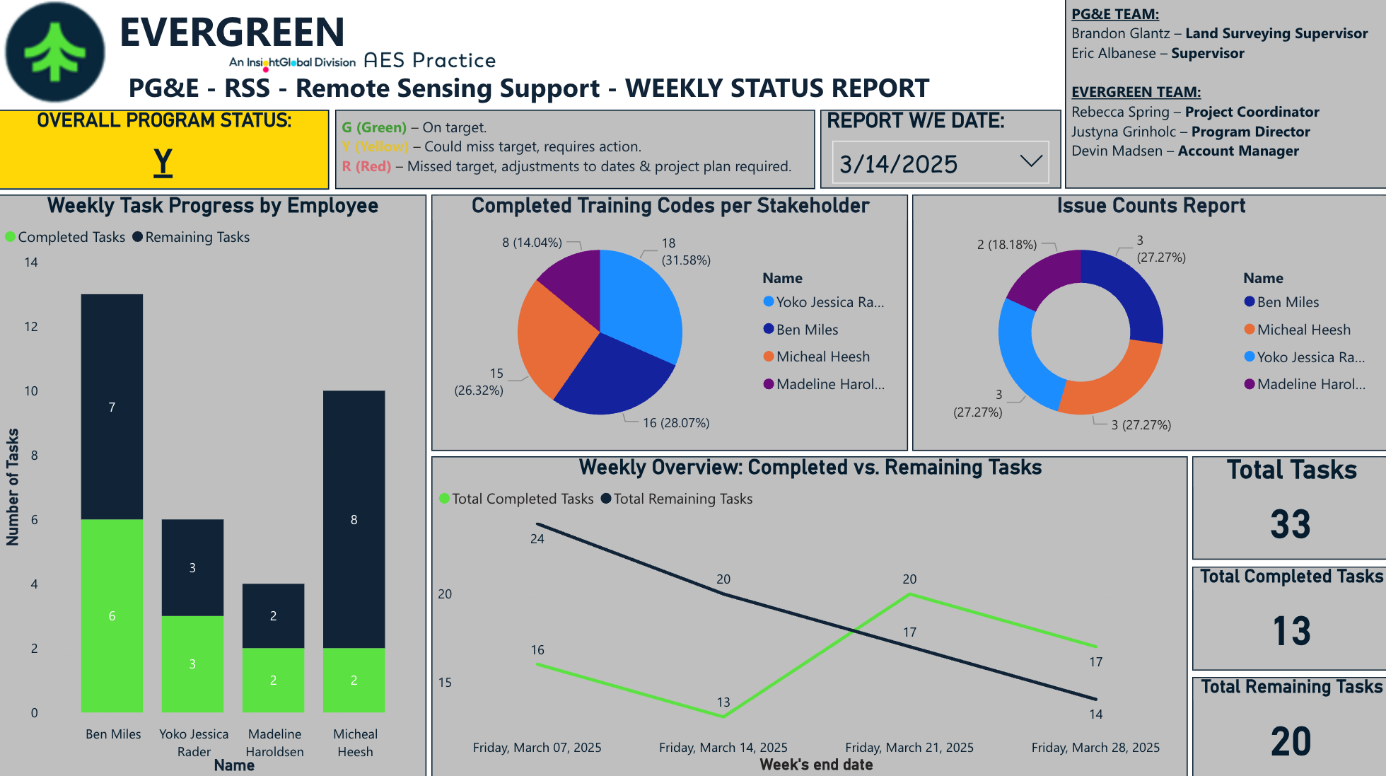 EVERGREEN
An InsightGlobal Division AES Practice
PG&E - RSS - Remote Sensing Support - WEEKLY STATUS REPORT
PG&E TEAM:
Brandon Glantz – Land Surveying Supervisor
Eric Albanese – Supervisor
EVERGREEN TEAM:
Rebecca Spring – Project Coordinator
Justyna Grinholc – Program Director
Devin Madsen – Account Manager
OVERALL PROGRAM STATUS:
Y
G (Green) – On target.
Y (Yellow) – Could miss target, requires action.
R (Red) – Missed target, adjustments to dates & project plan required.
REPORT W/E DATE:
3/14/2025
Weekly Task Progress by Employee
Completed Tasks Remaining Tasks
14
12
10
8
6
4
2
0
Number of Tasks
7
6
3
3
2
2
8
2
Ben Miles
Yoko Jessica
Rader
Madeline
Haroldsen
Micheal
Heesh
Name
Completed Training Codes per Stakeholder
8 (14.04%)
18
(31.58%)
15
(26.32%)
16 (28.07%)
Name
Yoko Jessica Ra...
Ben Miles
Micheal Heesh
Madeline Harol...
Issue Counts Report
2 (18.18%)
3
(27.27%)
3
(27.27%)
3 (27.27%)
Name
Ben Miles
Micheal Heesh
Yoko Jessica Ra...
Madeline Harol...
Weekly Overview: Completed vs. Remaining Tasks
Total Completed Tasks Total Remaining Tasks
20
15
24
20
17
14
16
13
20
17
Friday, March 07, 2025
Friday, March 14, 2025
Friday, March 21, 2025
Friday, March 28, 2025
Week's end date
Total Tasks
33
Total Completed Tasks
13
Total Remaining Tasks
20